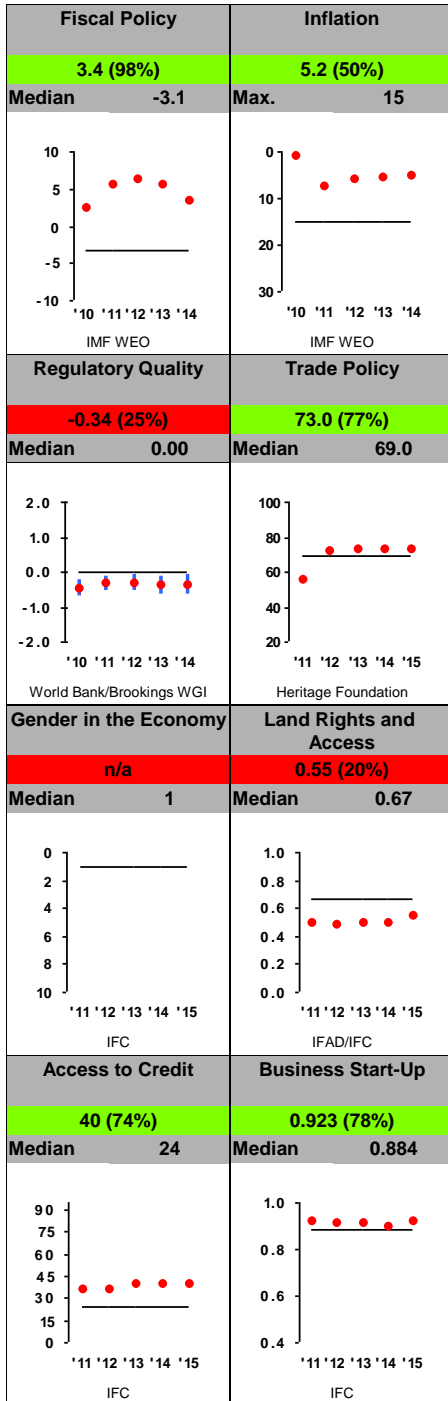 Fiscal Policy
3.4 (98%)
Median -3.1
10
5
0
-5
-10
'10 '11 '12 '13 '14
IMF WEO
Inflation
5.2 (50%)
Max. 15
0
10
20
30
'10 '11 '12 '13 '14
IMF WEO
Regulatory Quality
-0.34 (25%)
Median 0.00
2.0
1.0
0.0
-1.0
-2.0
'10 '11 '12 '13 '14
World Bank/Brookings WGI
Trade Policy
73.0 (77%)
Median 69.0
100
80
60
40
20
'11 '12 '13 '14 '15
Heritage Foundation
Gender in the Economy
n/a
Median 1
0
2
4
6
8
10
'11 '12 '13 '14 '15
IFC
Land Rights and
Access
0.55 (20%)
Median 0.67
1.0
0.8
0.6
0.4
0.2
0.0
'11 '12 '13 '14 '15
IFAD/IFC
Access to Credit
40 (74%)
Median 24
90
75
60
45
30
15
0
'11 '12 '13 '14 '15
IFC
Business Start-Up
0.923 (78%)
Median 0.884
1.0
0.8
0.6
0.4
'11 '12 '13 '14 '15
IFC